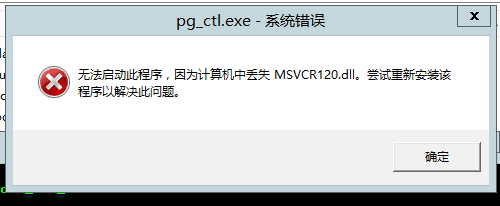 pg_ctl.exe - 系统错误
x
无法启动此程序，因为计算机中丢失 MSVCR120.dll。尝试重新安装该
程序以解决此问题。
确定